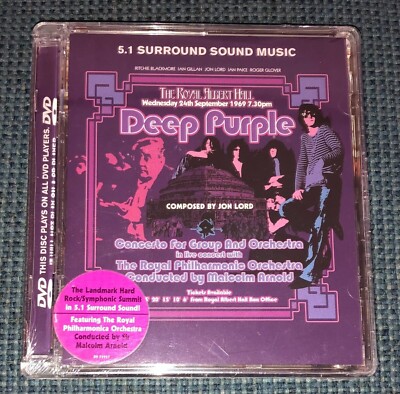 5.1 SURROUND SOUND MUSIC
RITCHIE BLACKMORE IAN GILLAN JON LORD IAN PAICE ROGER GLOVER
The Royal Albert Hall
Wednesday 24th September 1969 7.30pm
Deep Purple
COMPOSED BY JON LORD
Concerto For Group And Orchestra
in live concert with
The Royal Philharmonic Orchestra
Conducted by Malcolm Arnold
Tickets Available
from Royal Albert Hall Box Office
DVD THIS DISC PLAYS ON ALL DVD PLAYERS. DVD
The Landmark Hard
Rock/Symphonic Summit
in 5.1 Surround Sound!
Featuring The Royal
Philharmonica Orchestra
Conducted by Sir
Malcolm Arnold